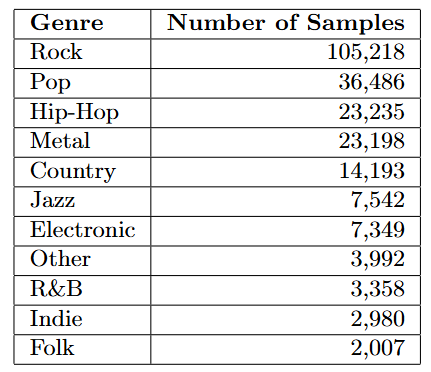 Genre Number of Samples
Rock 105,218
Pop 36,486
Hip-Hop 23,235
Metal 23,198
Country 14,193
Jazz 7,542
Electronic 7,349
Other 3,992
R&B 3,358
Indie 2,980
Folk 2,007